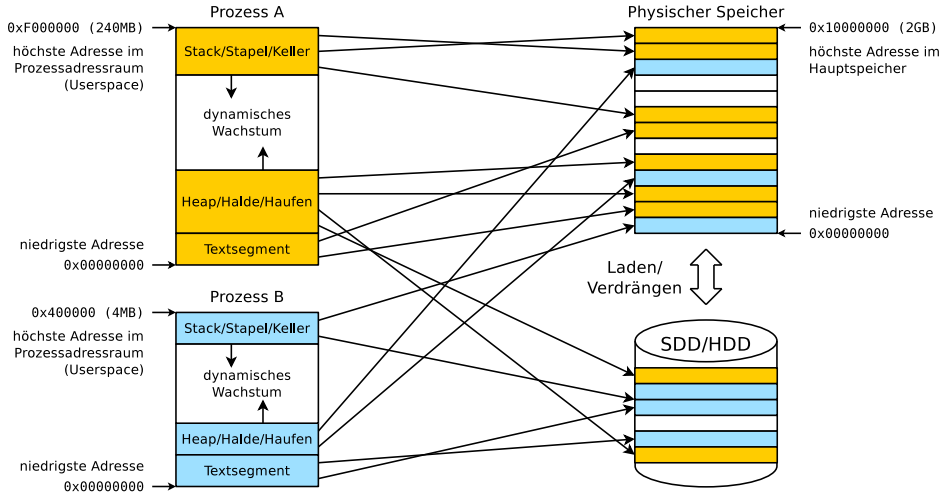 Prozess A
0xF000000 (240MB)
höchste Adresse im
Prozessadressraum
(Userspace)
Stack/Stapel/Keller
dynamisches
Wachstum
Heap/Halde/Haufen
Textsegment
niedrigste Adresse
0x00000000
Prozess B
0x400000 (4MB)
höchste Adresse im
Prozessadressraum
(Userspace)
Stack/Stapel/Keller
dynamisches
Wachstum
Heap/Halde/Haufen
Textsegment
niedrigste Adresse
0x00000000
Physischer Speicher
0x10000000 (2GB)
höchste Adresse im
Hauptspeicher
niedrigste Adresse
0x00000000
Laden/
Verdrängen
SDD/HDD